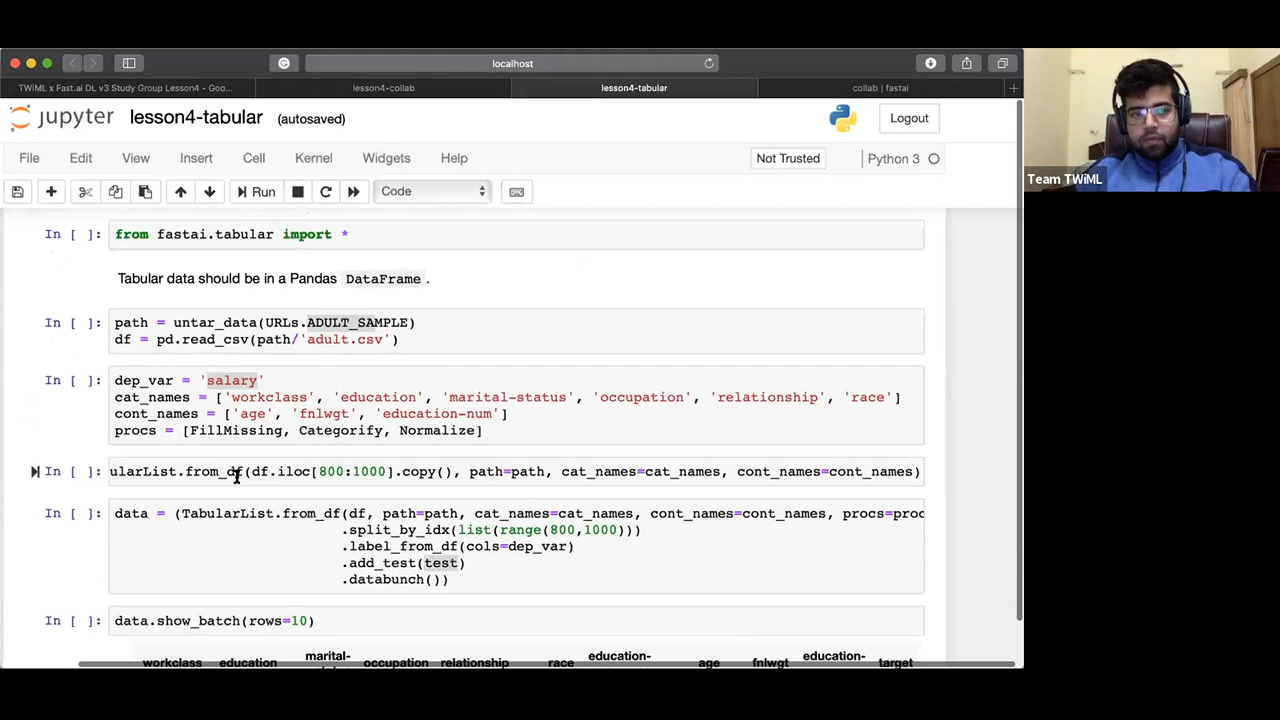 localhost
TWiML x Fast.ai DL v3 Study Group Lesson4 - Goo...
lesson4-collab
lesson4-tabular
collab | fastai
jupyter lesson4-tabular (autosaved)
Logout
File Edit View Insert Cell Kernel Widgets Help
Not Trusted
Python 3
Run
Code
Team TWiML
In [ ]: from fastai.tabular import *
Tabular data should be in a Pandas DataFrame .
In [ ]: path = untar_data(URLs.ADULT_SAMPLE)
df = pd.read_csv(path/'adult.csv')
In [ ]: dep_var = 'salary'
cat_names = ['workclass', 'education', 'marital-status', 'occupation', 'relationship', 'race']
cont_names = ['age', 'fnlwgt', 'education-num']
procs = [FillMissing, Categorify, Normalize]
In [ ]: ularList.from_df(df.iloc[800:1000].copy(), path=path, cat_names=cat_names, cont_names=cont_names)
In [ ]: data = (TabularList.from_df(df, path=path, cat_names=cat_names, cont_names=cont_names, procs=proc
.split_by_idx(list(range(800,1000)))
.label_from_df(cols=dep_var)
.add_test(test)
.databunch())
In [ ]: data.show_batch(rows=10)
workclass education marital- occupation relationship race education- age fnlwgt education- target